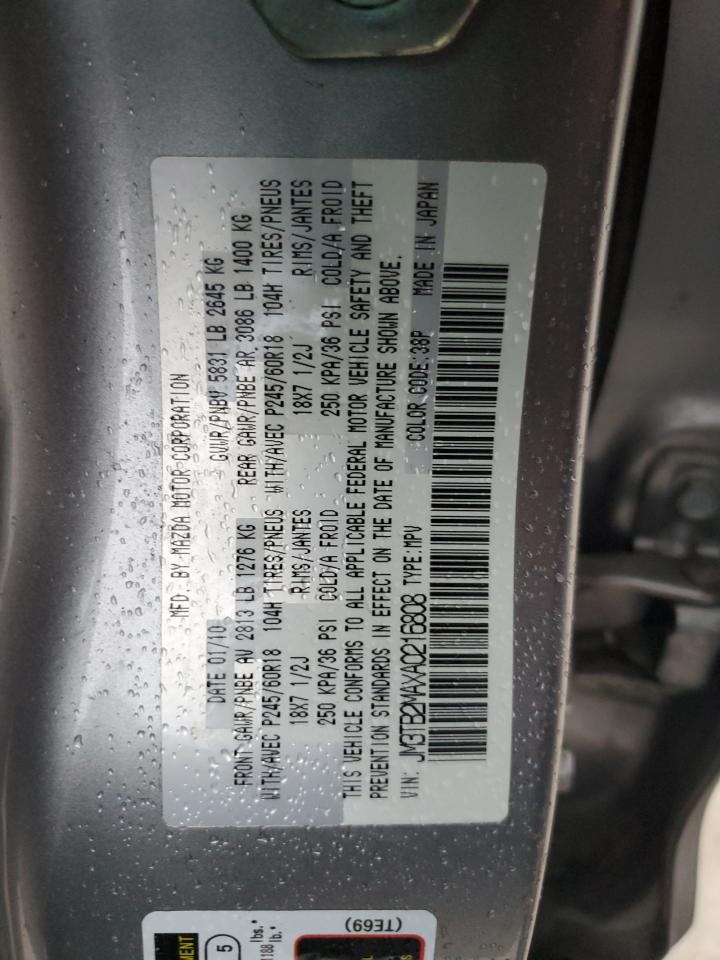 MFD. BY MAZDA MOTOR CORPORATION
DATE 01/10 GVWR/PNBV 5831 LB 2645 KG
FRONT GAWR/PNBE AV 2813 LB 1276 KG REAR GAWR/PNBE AR 3086 LB 1400 KG
WITH/AVEC P245/60R18 104H TIRES/PNEUS WITH/AVEC P245/60R18 104H TIRES/PNEUS
18X7 1/2J RIMS/JANTES 18X7 1/2J RIMS/JANTES
250 KPA/36 PSI COLD/A FROID 250 KPA/36 PSI COLD/A FROID
THIS VEHICLE CONFORMS TO ALL APPLICABLE FEDERAL MOTOR VEHICLE SAFETY AND THEFT
PREVENTION STANDARDS IN EFFECT ON THE DATE OF MANUFACTURE SHOWN ABOVE.
VIN: JM3TB2MAXA0216808 TYPE:MPV COLOR CODE:38P MADE IN JAPAN
5
lbs.*
lb.*
(TE69)